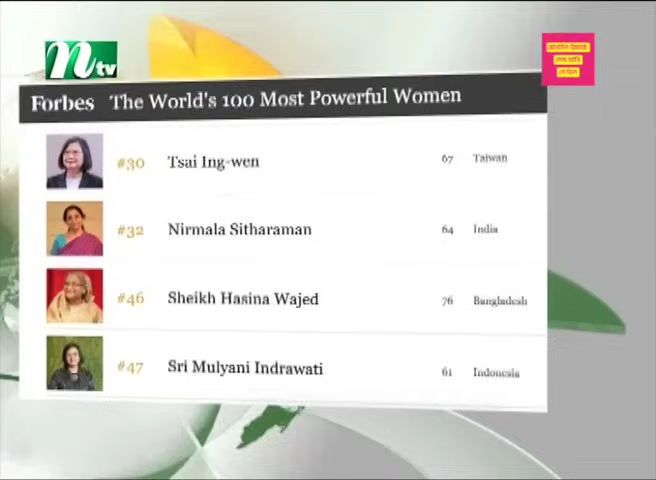 ntv
Forbes The World's 100 Most Powerful Women
#30 Tsai Ing-wen 67 Taiwan
#32 Nirmala Sitharaman 64 India
#46 Sheikh Hasina Wajed 76 Bangladesh
#47 Sri Mulyani Indrawati 61 Indonesia